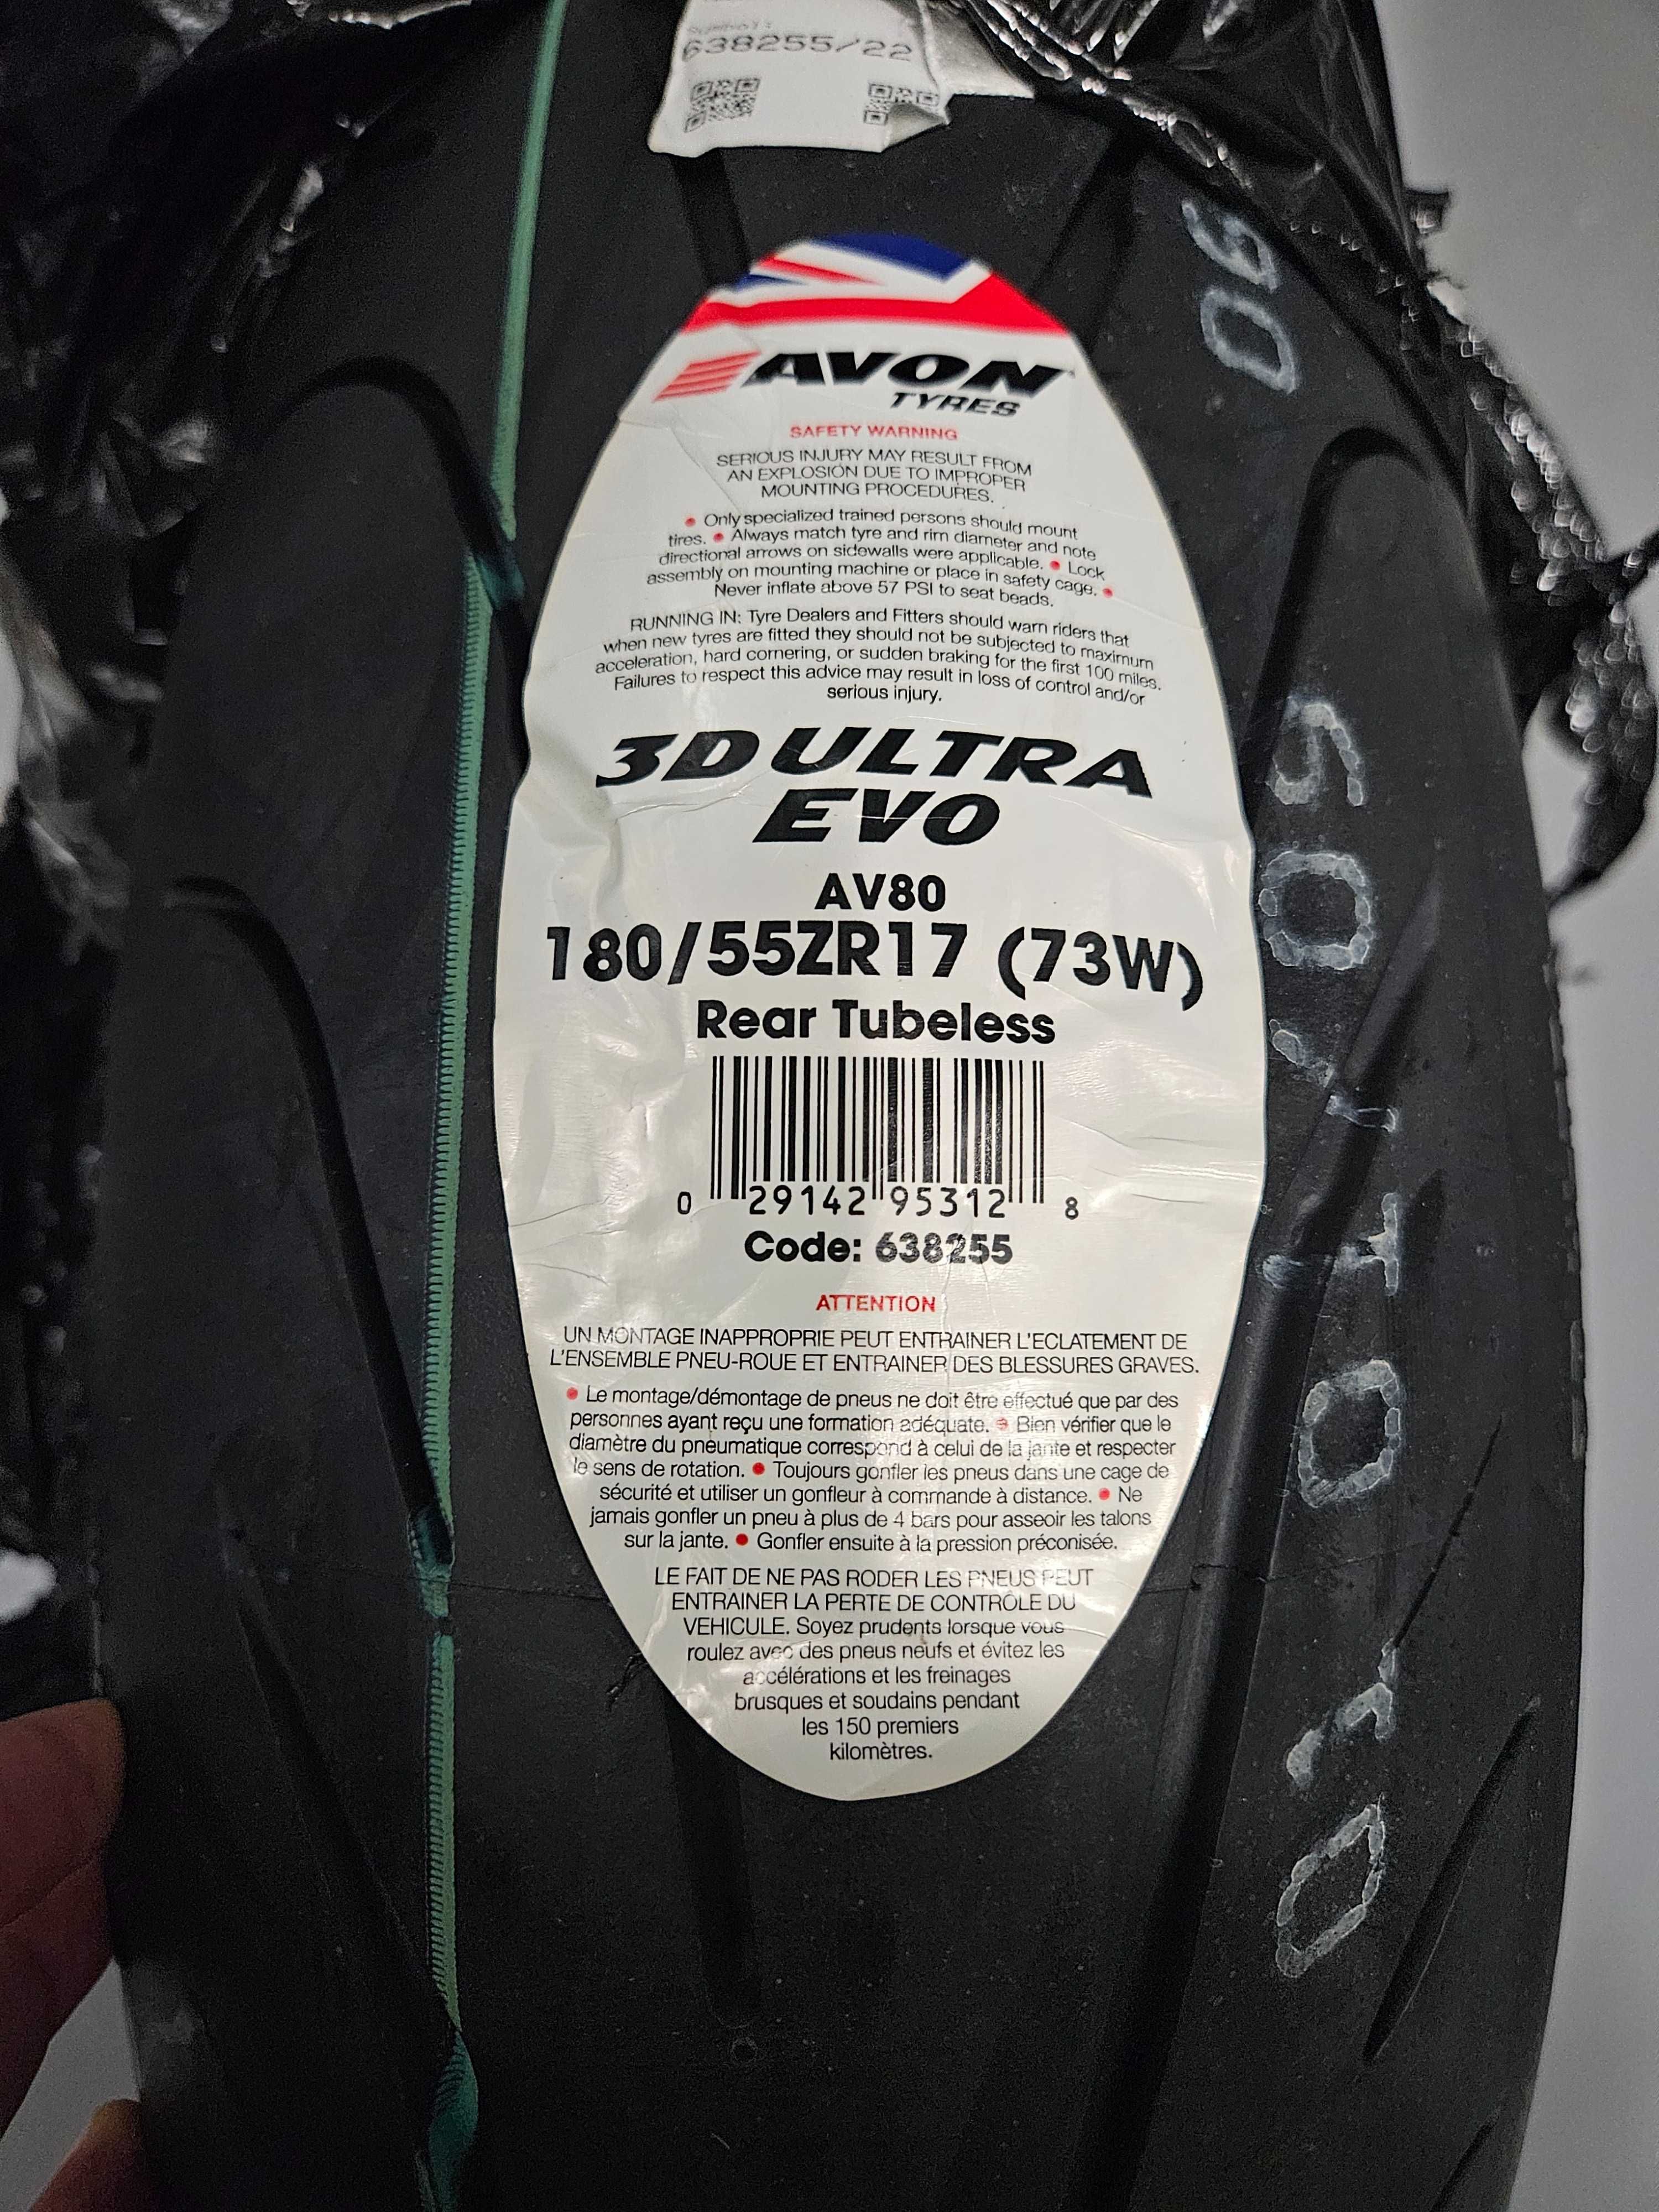 638255/22
AVON
TYRES
SAFETY WARNING
SERIOUS INJURY MAY RESULT FROM
AN EXPLOSION DUE TO IMPROPER
MOUNTING PROCEDURES.
• Only specialized trained persons should mount
tires. • Always match tyre and rim diameter and note
directional arrows on sidewalls were applicable. • Lock
assembly on mounting machine or place in safety cage. •
Never inflate above 57 PSI to seat beads.
RUNNING IN: Tyre Dealers and Fitters should warn riders that
when new tyres are fitted they should not be subjected to maximum
acceleration, hard cornering, or sudden braking for the first 100 miles.
Failures to respect this advice may result in loss of control and/or
serious injury.
3D ULTRA
EVO
AV80
180/55ZR17 (73W)
Rear Tubeless
0 29142 95312 8
Code: 638255
ATTENTION
UN MONTAGE INAPPROPRIE PEUT ENTRAINER L'ECLATEMENT DE
L'ENSEMBLE PNEU-ROUE ET ENTRAINER DES BLESSURES GRAVES.
• Le montage/démontage de pneus ne doit être effectué que par des
personnes ayant reçu une formation adéquate. • Bien vérifier que le
diamètre du pneumatique correspond à celui de la jante et respecter
le sens de rotation. • Toujours gonfler les pneus dans une cage de
sécurité et utiliser un gonfleur à commande à distance. • Ne
jamais gonfler un pneu à plus de 4 bars pour asseoir les talons
sur la jante. • Gonfler ensuite à la pression préconisée.
LE FAIT DE NE PAS RODER LES PNEUS PEUT
ENTRAINER LA PERTE DE CONTRÔLE DU
VEHICULE. Soyez prudents lorsque vous
roulez avec des pneus neufs et évitez les
accélérations et les freinages
brusques et soudains pendant
les 150 premiers
kilomètres.